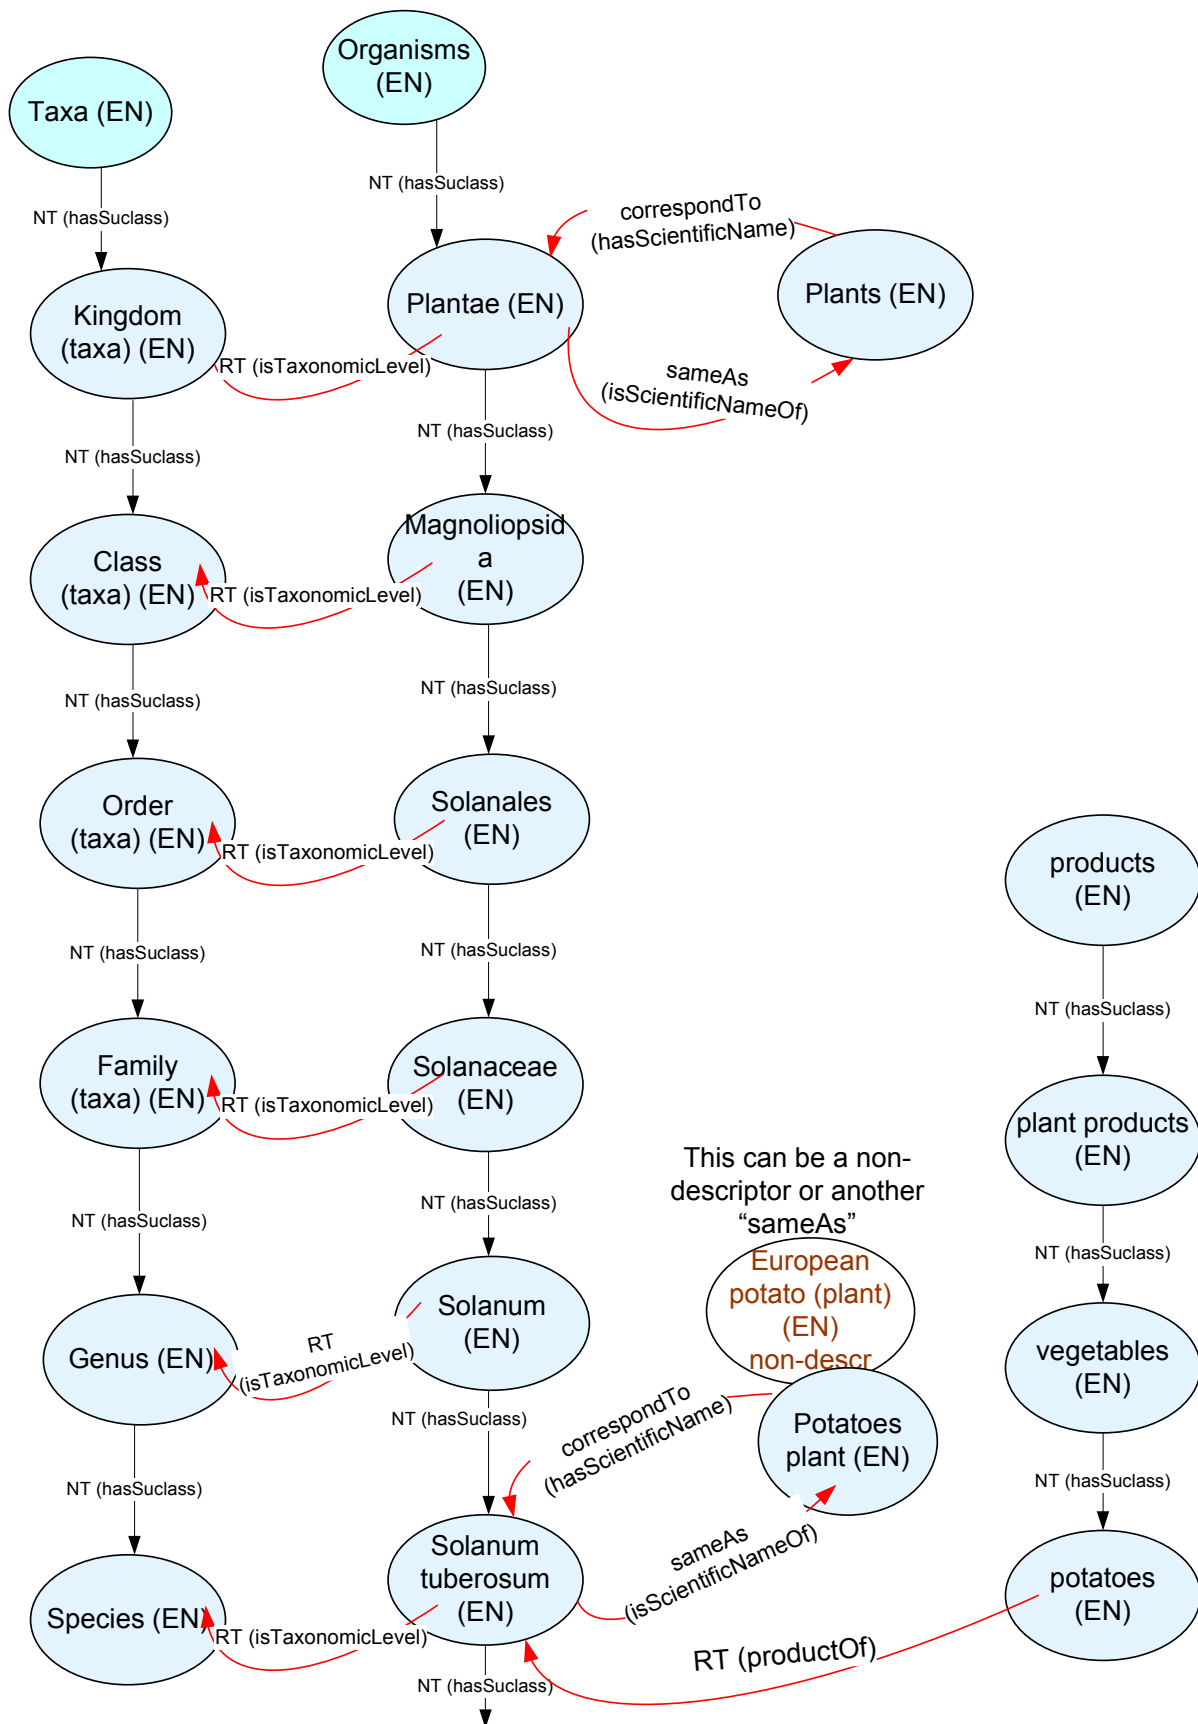 Organisms
(EN)
Taxa (EN)
NT (hasSuclass)
NT (hasSuclass)
correspondTo
(hasScientificName)
Plants (EN)
Kingdom
(taxa) (EN)
Plantae (EN)
RT (isTaxonomicLevel)
sameAs
(isScientificNameOf)
NT (hasSuclass)
NT (hasSuclass)
Class
(taxa) (EN)
Magnoliopsid
a
(EN)
RT (isTaxonomicLevel)
NT (hasSuclass)
NT (hasSuclass)
Order
(taxa) (EN)
Solanales
(EN)
RT (isTaxonomicLevel)
products
(EN)
NT (hasSuclass)
NT (hasSuclass)
NT (hasSuclass)
Family
(taxa) (EN)
Solanaceae
(EN)
RT (isTaxonomicLevel)
plant products
(EN)
This can be a non-
descriptor or another
“sameAs”
NT (hasSuclass)
NT (hasSuclass)
NT (hasSuclass)
European
potato (plant)
(EN)
non-descr
Genus (EN)
Solanum
(EN)
RT
(isTaxonomicLevel)
vegetables
(EN)
NT (hasSuclass)
correspondTo
(hasScientificName)
Potatoes
plant (EN)
NT (hasSuclass)
NT (hasSuclass)
Solanum
tuberosum
(EN)
sameAs
(isScientificNameOf)
potatoes
(EN)
Species (EN)
RT (isTaxonomicLevel)
RT (productOf)
NT (hasSuclass)